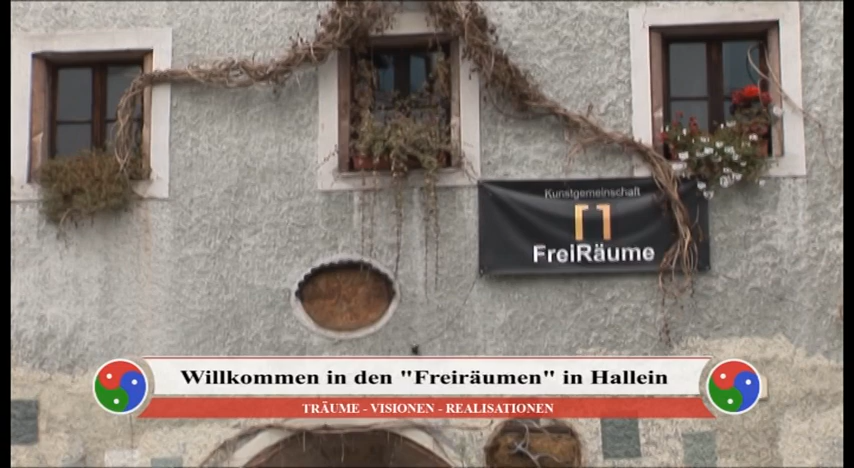 Kunstgemeinschaft
FreiRäume
Willkommen in den "Freiräumen" in Hallein
TRÄUME - VISIONEN - REALISATIONEN